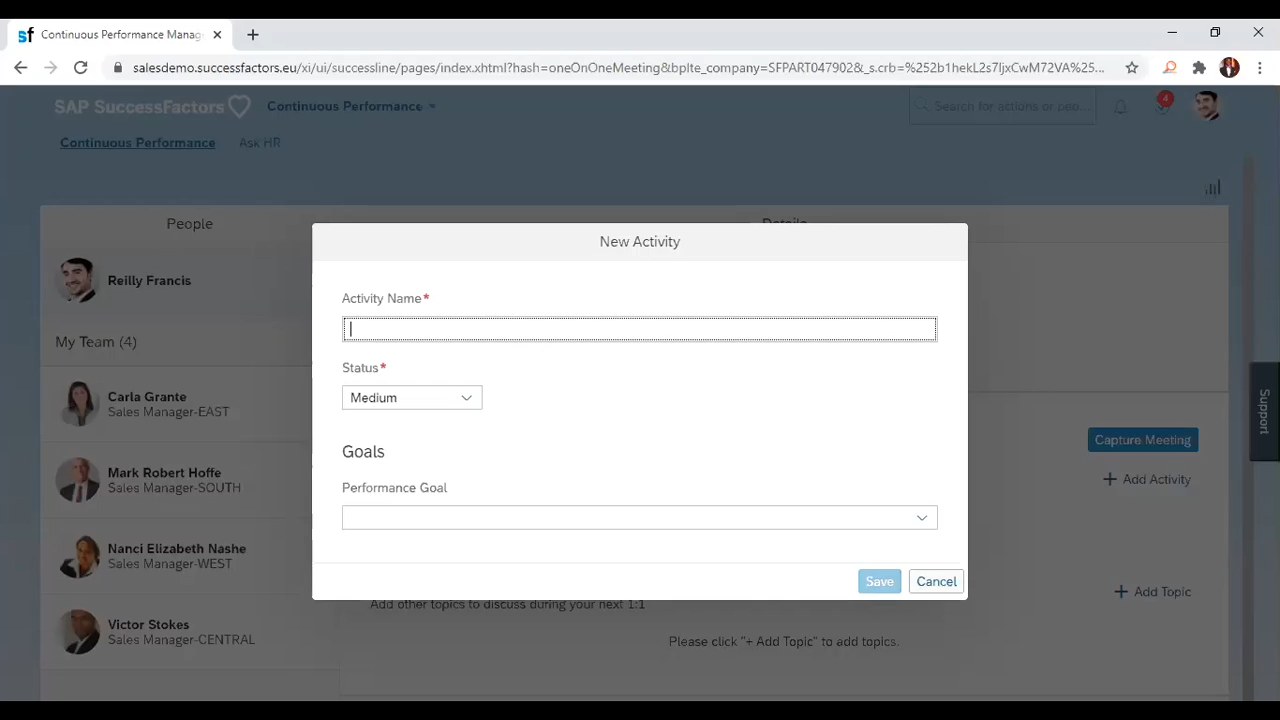 sf Continuous Performance Manag
salesdemo.successfactors.eu/xi/ui/successline/pages/index.xhtml?hash=oneOnOneMeeting&bplte_company=SFPART047902&_s.crb=%252b1hekL2s7ljxCwM72VA%25...
SAP SuccessFactors Continuous Performance Search for actions or peo... 4
Continuous Performance Ask HR
People Details
New Activity
Reilly Francis
Activity Name*
My Team (4)
Status*
Medium
Carla Grante
Sales Manager-EAST
Support
Capture Meeting
Goals
Mark Robert Hoffe
Sales Manager-SOUTH
Add Activity
Performance Goal
Nanci Elizabeth Nashe
Sales Manager-WEST
Save Cancel
Add Topic
Add other topics to discuss during your next 1:1
Victor Stokes
Sales Manager-CENTRAL
Please click "+ Add Topic" to add topics.